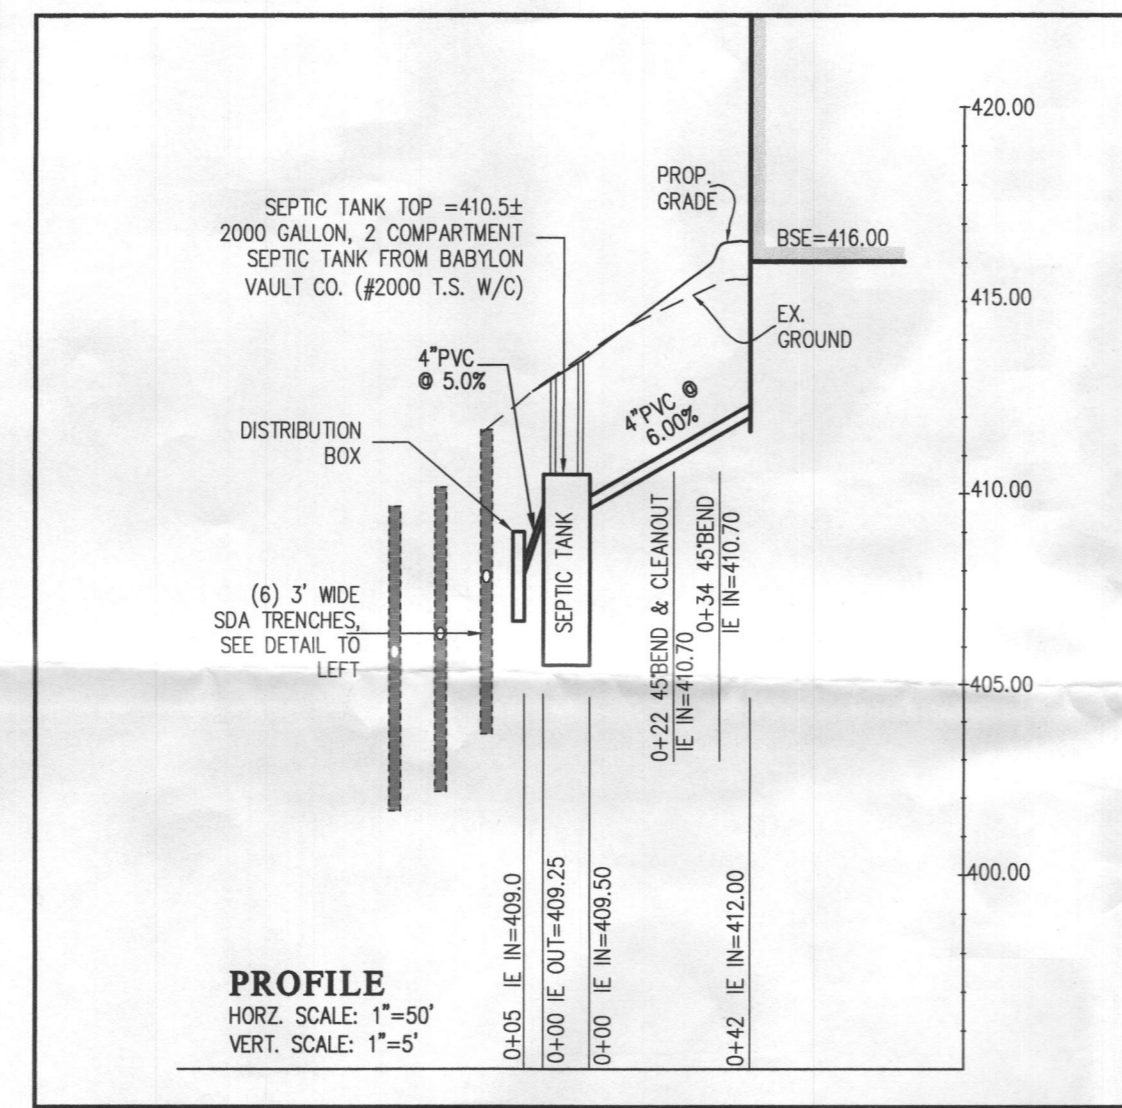 420.00
PROP.
GRADE
SEPTIC TANK TOP =410.5±
2000 GALLON, 2 COMPARTMENT
SEPTIC TANK FROM BABYLON
VAULT CO. (#2000 T.S. W/C)
BSE=416.00
415.00
EX.
GROUND
4"PVC
@ 5.0%
4"PVC @
6.00%
DISTRIBUTION
BOX
410.00
SEPTIC TANK
0+22 45°BEND & CLEANOUT
IE IN=410.70
0+34 45°BEND
IE IN=410.70
(6) 3' WIDE
SDA TRENCHES,
SEE DETAIL TO
LEFT
405.00
400.00
0+05 IE IN=409.0
0+00 IE OUT=409.25
0+00 IE IN=409.50
0+42 IE IN=412.00
PROFILE
HORZ. SCALE: 1"=50'
VERT. SCALE: 1"=5'